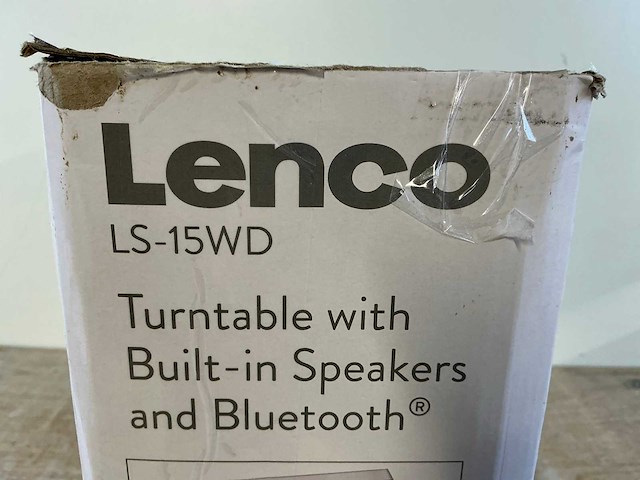 Lenco
LS-15WD
Turntable with
Built-in Speakers
and Bluetooth®